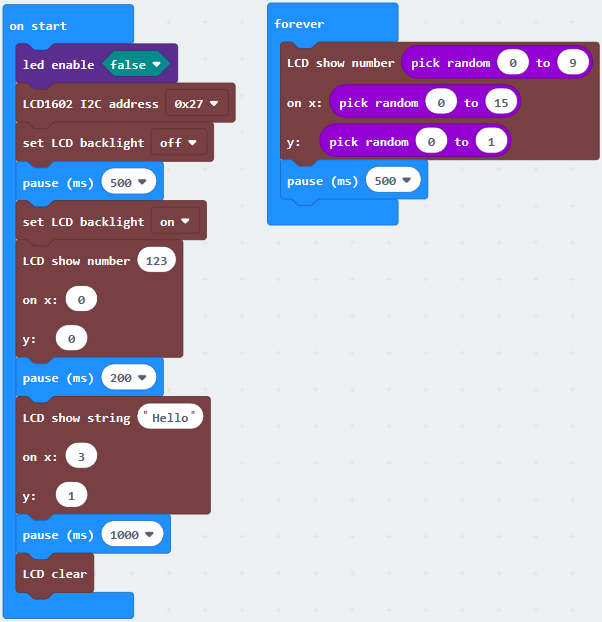 on start
led enable false
LCD1602 I2C address 0x27
set LCD backlight off
pause (ms) 500
set LCD backlight on
LCD show number 123
on x: 0
y: 0
pause (ms) 200
LCD show string "Hello"
on x: 3
y: 1
pause (ms) 1000
LCD clear
forever
LCD show number pick random 0 to 9
on x: pick random 0 to 15
y: pick random 0 to 1
pause (ms) 500